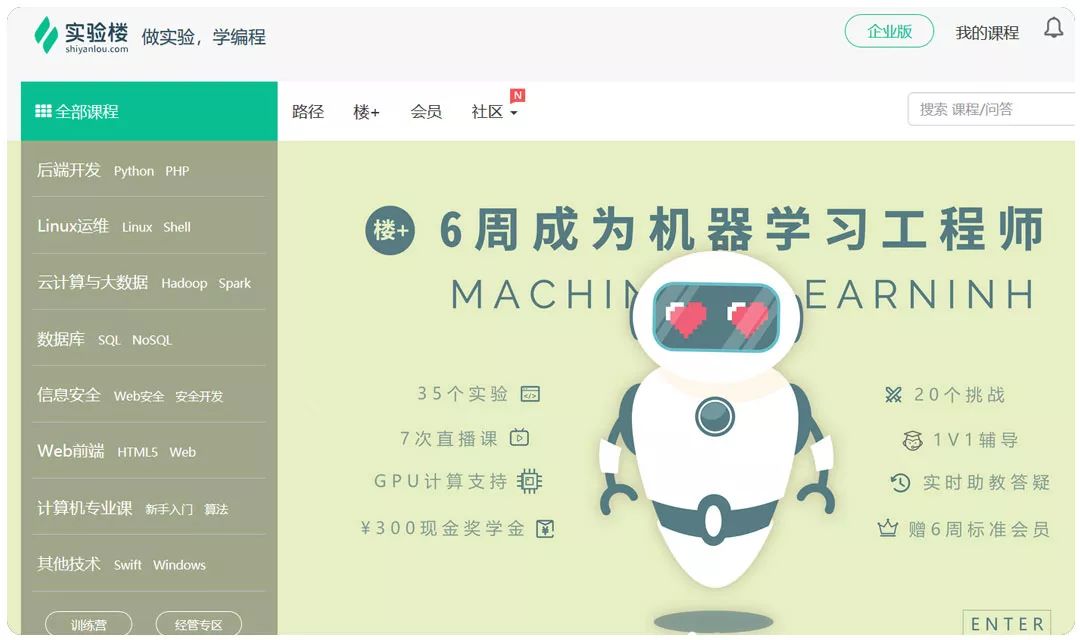 实验楼
shiyanlou.com
做实验，学编程
企业版
我的课程
全部课程
路径
楼+
会员
社区
N
搜索 课程/问答
后端开发 Python PHP
Linux运维 Linux Shell
云计算与大数据 Hadoop Spark
数据库 SQL NoSQL
信息安全 Web安全 安全开发
Web前端 HTML5 Web
计算机专业课 新手入门 算法
其他技术 Swift Windows
训练营
经管专区
楼+ 6周成为机器学习工程师
MACHIN EARNINH
35个实验
7次直播课
GPU计算支持
¥300现金奖学金
20个挑战
1V1辅导
实时助教答疑
赠6周标准会员
ENTER